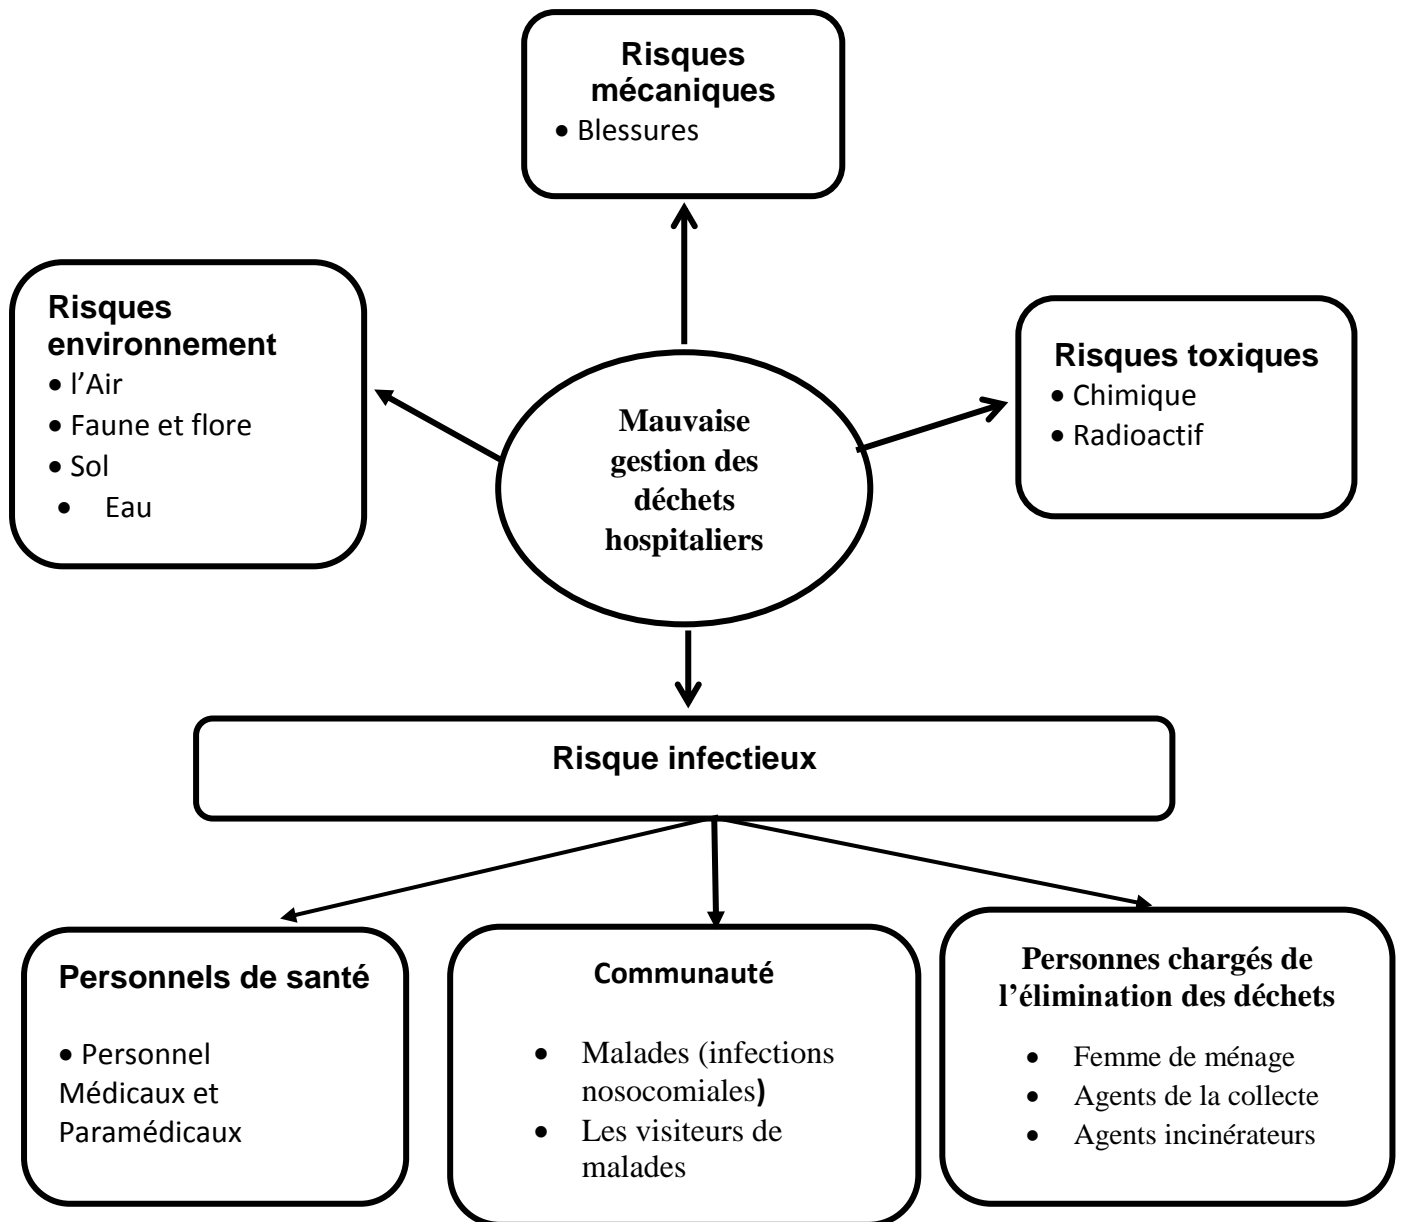 Risques
mécaniques
• Blessures
Risques
environnement
• l’Air
• Faune et flore
• Sol
• Eau
Risques toxiques
• Chimique
• Radioactif
Mauvaise
gestion des
déchets
hospitaliers
Risque infectieux
Personnels de santé
• Personnel
Médicaux et
Paramédicaux
Communauté
• Malades (infections
nosocomiales)
• Les visiteurs de
malades
Personnes chargés de
l’élimination des déchets
• Femme de ménage
• Agents de la collecte
• Agents incinérateurs